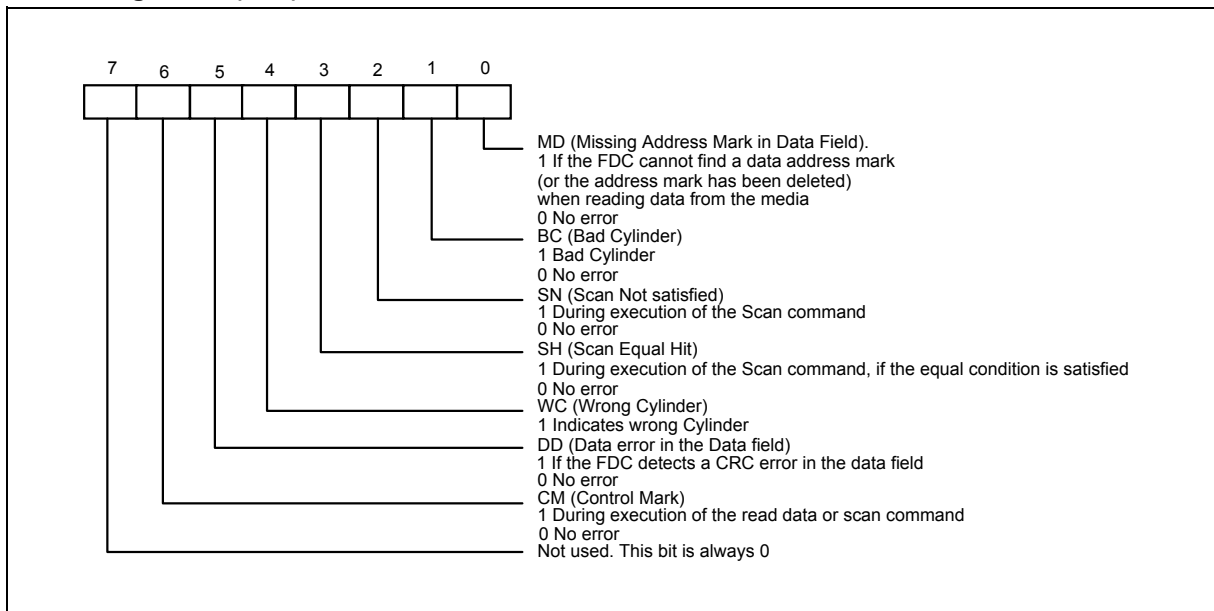 7 6 5 4 3 2 1 0
MD (Missing Address Mark in Data Field).
1 If the FDC cannot find a data address mark
(or the address mark has been deleted)
when reading data from the media
0 No error
BC (Bad Cylinder)
1 Bad Cylinder
0 No error
SN (Scan Not satisfied)
1 During execution of the Scan command
0 No error
SH (Scan Equal Hit)
1 During execution of the Scan command, if the equal condition is satisfied
0 No error
WC (Wrong Cylinder)
1 Indicates wrong Cylinder
DD (Data error in the Data field)
1 If the FDC detects a CRC error in the data field
0 No error
CM (Control Mark)
1 During execution of the read data or scan command
0 No error
Not used. This bit is always 0